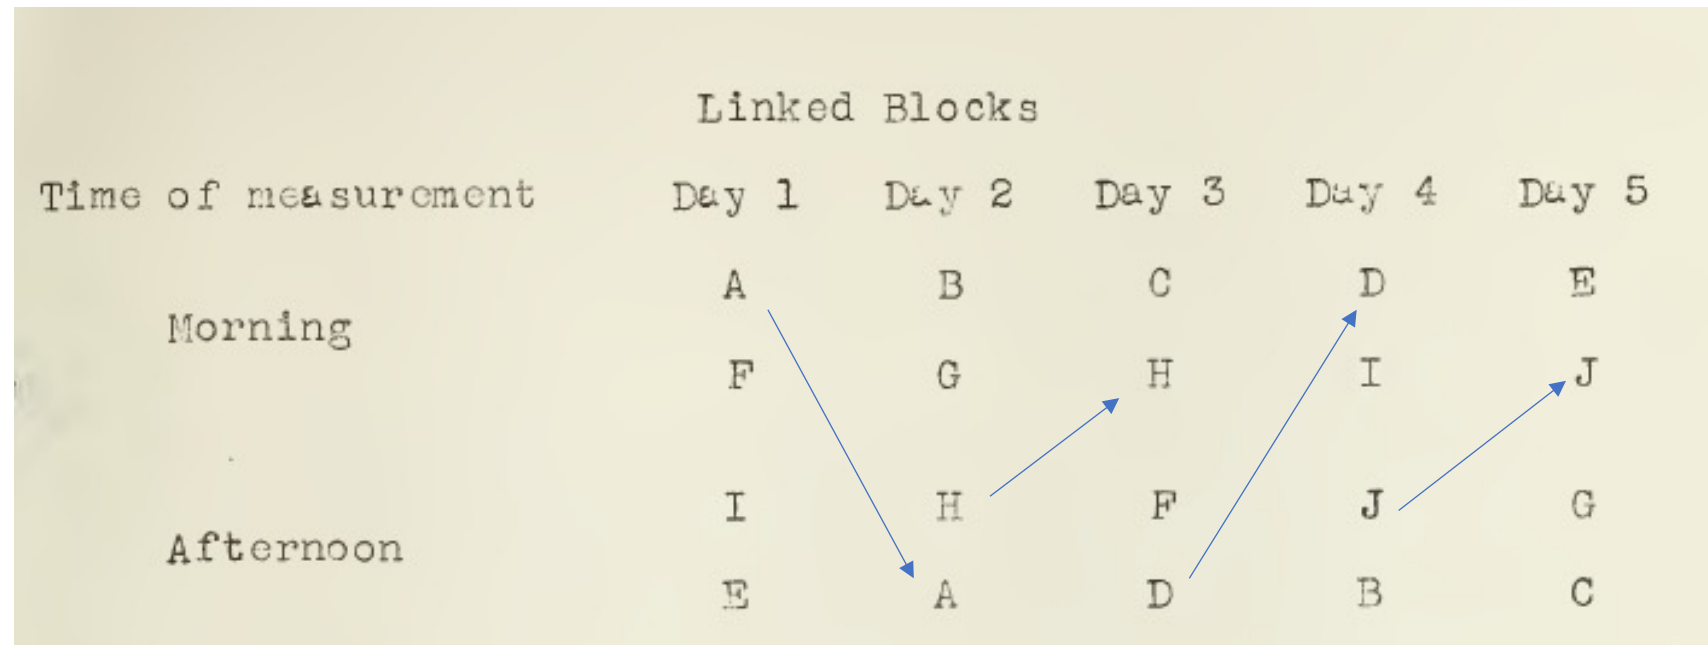 Linked Blocks
Time of measurement Day 1 Day 2 Day 3 Day 4 Day 5
A B C D E
Morning
F G H I J
I H F J G
Afternoon
E A D B C